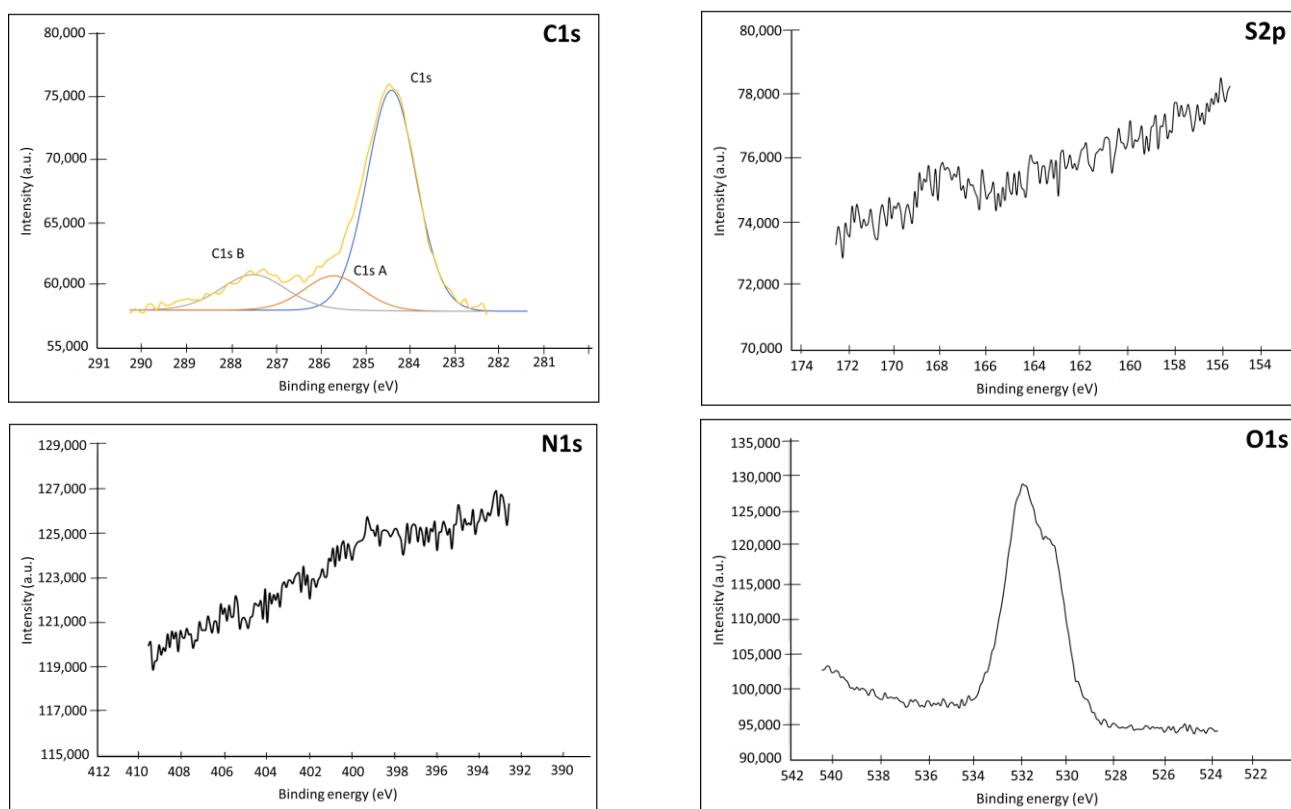 C1s
80,000
75,000
70,000
65,000
60,000
55,000
Intensity (a.u.)
C1s
C1s B
C1s A
291 290 289 288 287 286 285 284 283 282 281
Binding energy (eV)
S2p
80,000
78,000
76,000
74,000
72,000
70,000
Intensity (a.u.)
174 172 170 168 166 164 162 160 158 156 154
Binding energy (eV)
N1s
129,000
127,000
125,000
123,000
121,000
119,000
117,000
115,000
Intensity (a.u.)
412 410 408 406 404 402 400 398 396 394 392 390
Binding energy (eV)
O1s
135,000
130,000
125,000
120,000
115,000
110,000
105,000
100,000
95,000
90,000
Intensity (a.u.)
542 540 538 536 534 532 530 528 526 524 522
Binding energy (eV)